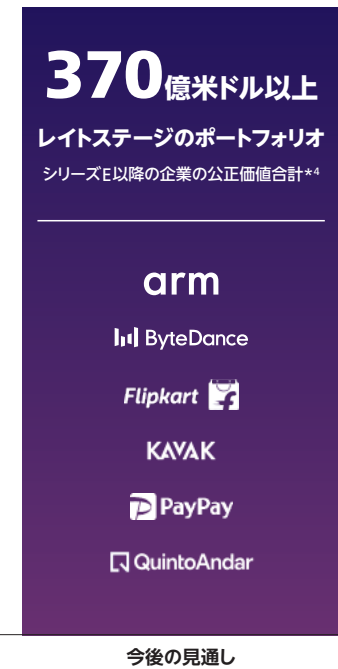 370億米ドル以上
レイトステージのポートフォリオ
シリーズE以降の企業の公正価値合計*4
arm
ByteDance
Flipkart
KAVAK
PayPay
QuintoAndar
今後の見通し